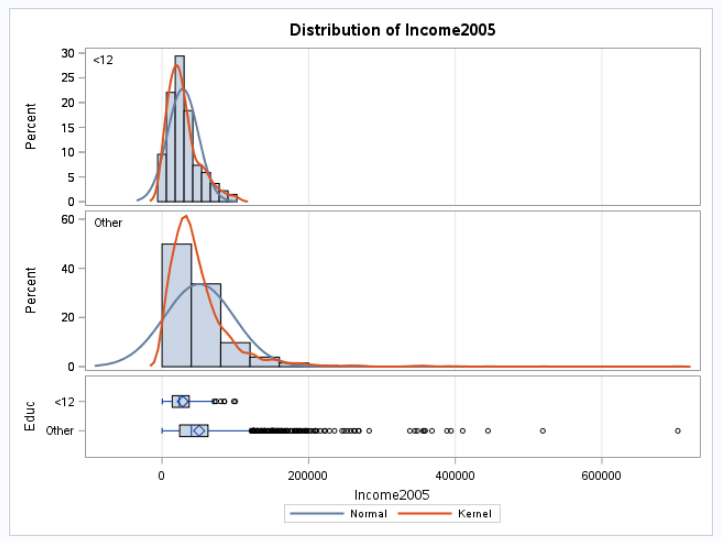 Distribution of Income2005
<12
Percent
30
25
20
15
10
5
0
Other
Percent
60
40
20
0
Educ
<12
Other
0 200000 400000 600000
Income2005
Normal Kernel